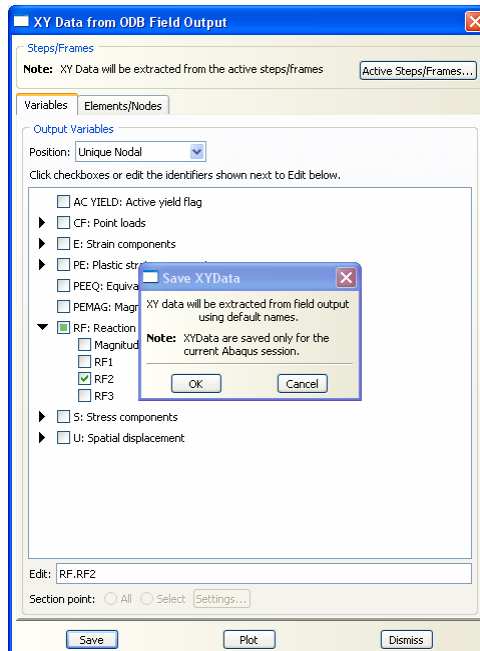 XY Data from ODB Field Output
Steps/Frames
Note: XY Data will be extracted from the active steps/frames
Active Steps/Frames...
Variables Elements/Nodes
Output Variables
Position: Unique Nodal
Click checkboxes or edit the identifiers shown next to Edit below.
AC YIELD: Active yield flag
CF: Point loads
E: Strain components
PE: Plastic
PEEQ:
PEMAG:
RF: Reaction
RF1
RF2
RF3
S: Stress components
U: Spatial displacement
Save XYData
XY data will be extracted from field output
using default names.
Note: XYData are saved only for the
current Abaqus session.
OK Cancel
Edit: RF.RF2
Section point: All Select Settings...
Save Plot Dismiss